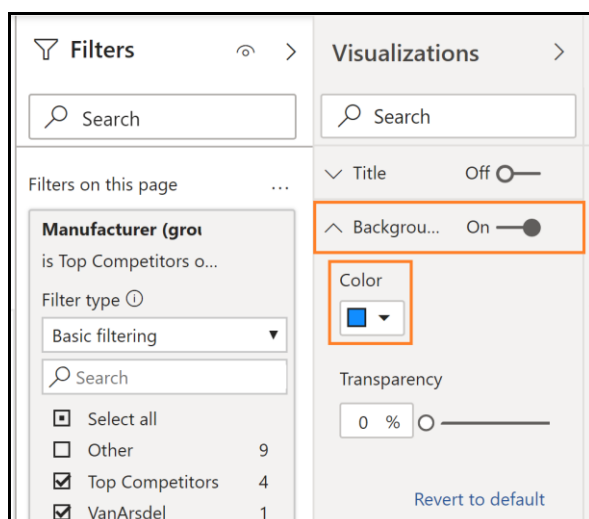 Filters
Search
Filters on this page
...
Manufacturer (grou
is Top Competitors o...
Filter type
Basic filtering
Search
Select all
Other 9
Top Competitors 4
VanArsdel 1
Visualizations
Search
Title Off
Backgrou... On
Color
Transparency
0 %
Revert to default